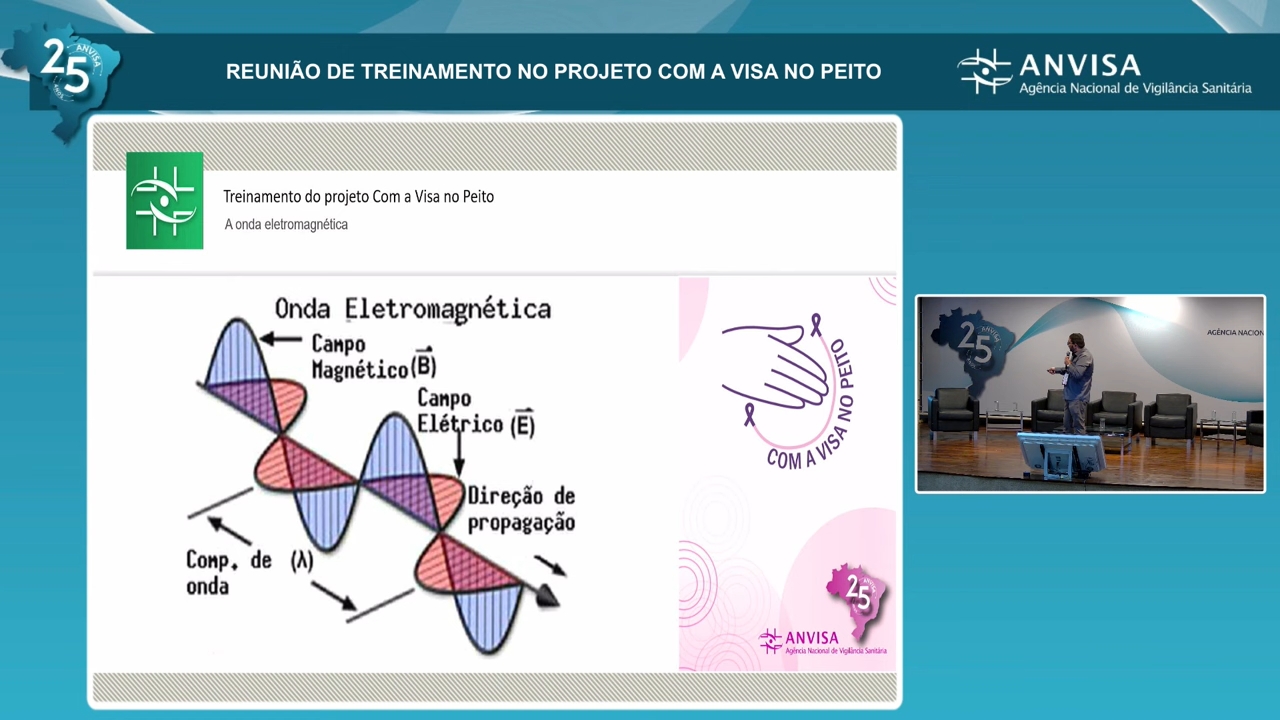 25
ANVISA
REUNIÃO DE TREINAMENTO NO PROJETO COM A VISA NO PEITO
ANVISA
Agência Nacional de Vigilância Sanitária
Treinamento do projeto Com a Visa no Peito
A onda eletromagnética
Onda Eletromagnética
Campo
Magnético (B)
Campo
Elétrico (E)
Direção de
propagação
Comp. de (λ)
onda
COM A VISA NO PEITO
25
ANVISA
Agência Nacional de Vigilância Sanitária
25
AGÊNCIA NACION